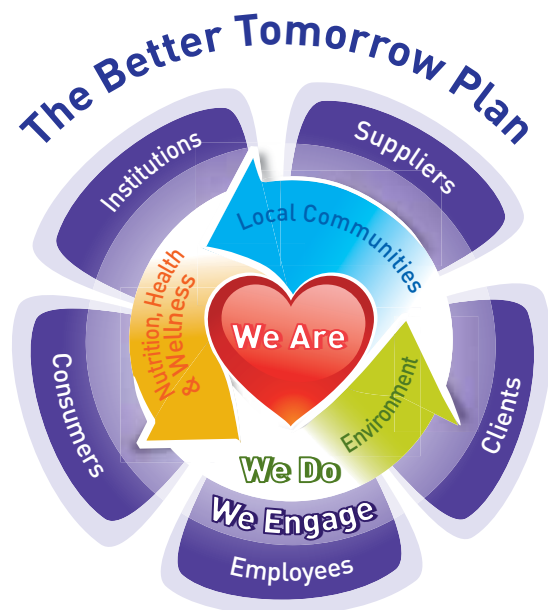 The Better Tomorrow Plan
Institutions
Suppliers
Local Communities
Nutrition, Health
& Wellness
We Are
Environment
Consumers
Clients
We Do
We Engage
Employees